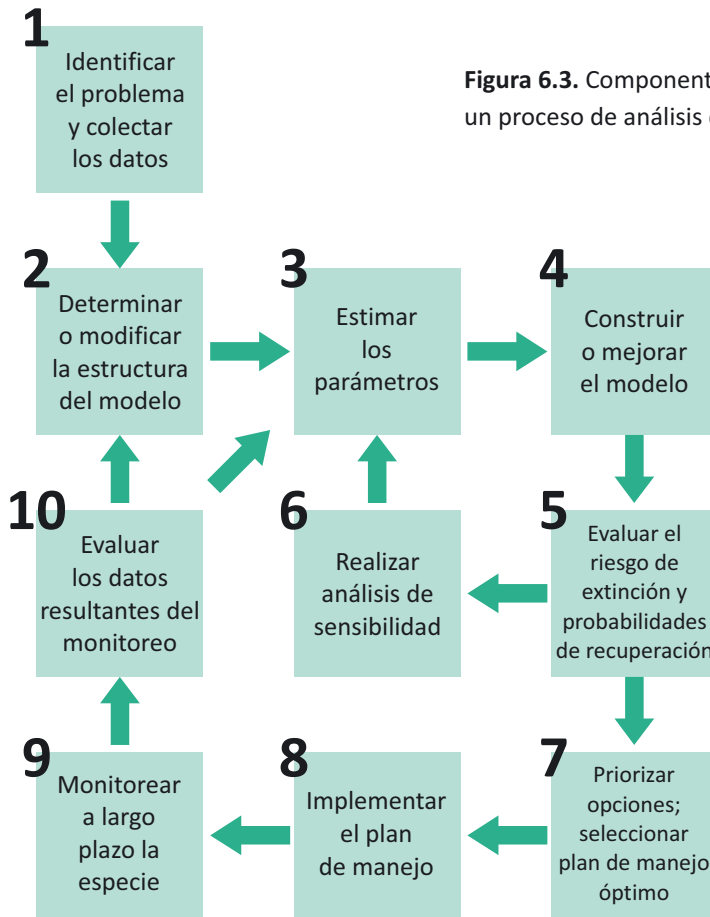 1
Identificar
el problema
y colectar
los datos
Figura 6.3. Component
un proceso de análisis
2
Determinar
o modificar
la estructura
del modelo
3
Estimar
los
parámetros
4
Construir
o mejorar
el modelo
10
Evaluar
los datos
resultantes del
monitoreo
6
Realizar
análisis de
sensibilidad
5
Evaluar el
riesgo de
extinción y
probabilidades
de recuperación
9
Monitorear
a largo
plazo la
especie
8
Implementar
el plan
de manejo
7
Priorizar
opciones;
seleccionar
plan de manejo
óptimo